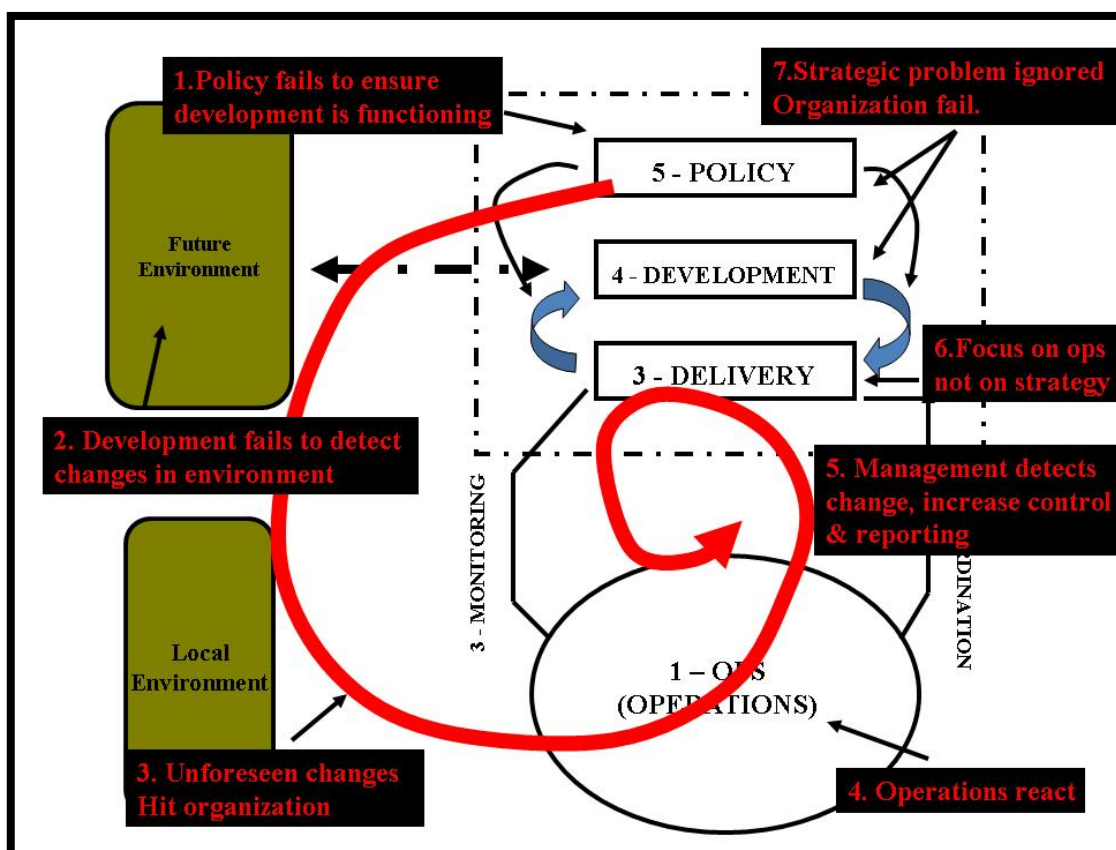 1.Policy fails to ensure
development is functioning
7.Strategic problem ignored
Organization fail.
5 - POLICY
Future
Environment
4 - DEVELOPMENT
3 - DELIVERY
6.Focus on ops
not on strategy
2. Development fails to detect
changes in environment
5. Management detects
change, increase control
& reporting
3 - MONITORING
Local
Environment
1 – OPS
(OPERATIONS)
3. Unforeseen changes
Hit organization
4. Operations react